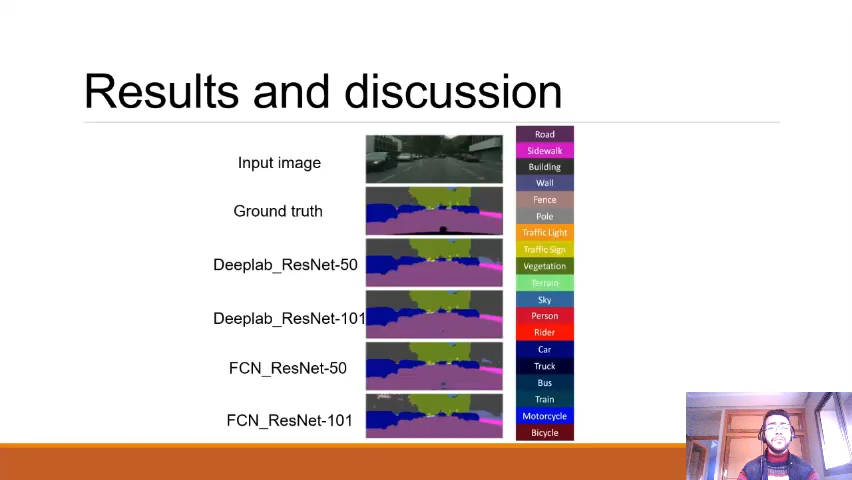 Results and discussion
Input image
Ground truth
Deeplab_ResNet-50
Deeplab_ResNet-101
FCN_ResNet-50
FCN_ResNet-101
Road
Sidewalk
Building
Wall
Fence
Pole
Traffic Light
Traffic Sign
Vegetation
Terrain
Sky
Person
Rider
Car
Truck
Bus
Train
Motorcycle
Bicycle